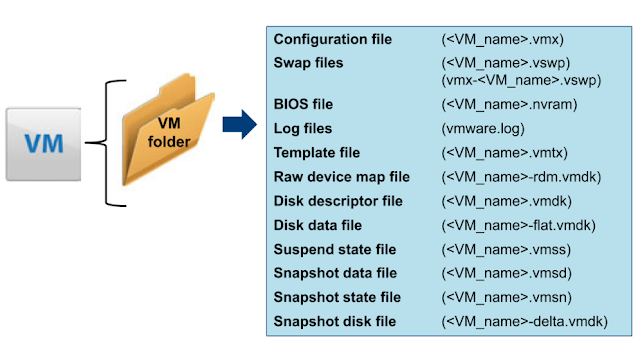 VM
VM
folder
Configuration file (<VM_name>.vmx)
Swap files (<VM_name>.vswp)
(vmx-<VM_name>.vswp)
BIOS file (<VM_name>.nvram)
Log files (vmware.log)
Template file (<VM_name>.vmtx)
Raw device map file (<VM_name>-rdm.vmdk)
Disk descriptor file (<VM_name>.vmdk)
Disk data file (<VM_name>-flat.vmdk)
Suspend state file (<VM_name>.vmss)
Snapshot data file (<VM_name>.vmsd)
Snapshot state file (<VM_name>.vmsn)
Snapshot disk file (<VM_name>-delta.vmdk)